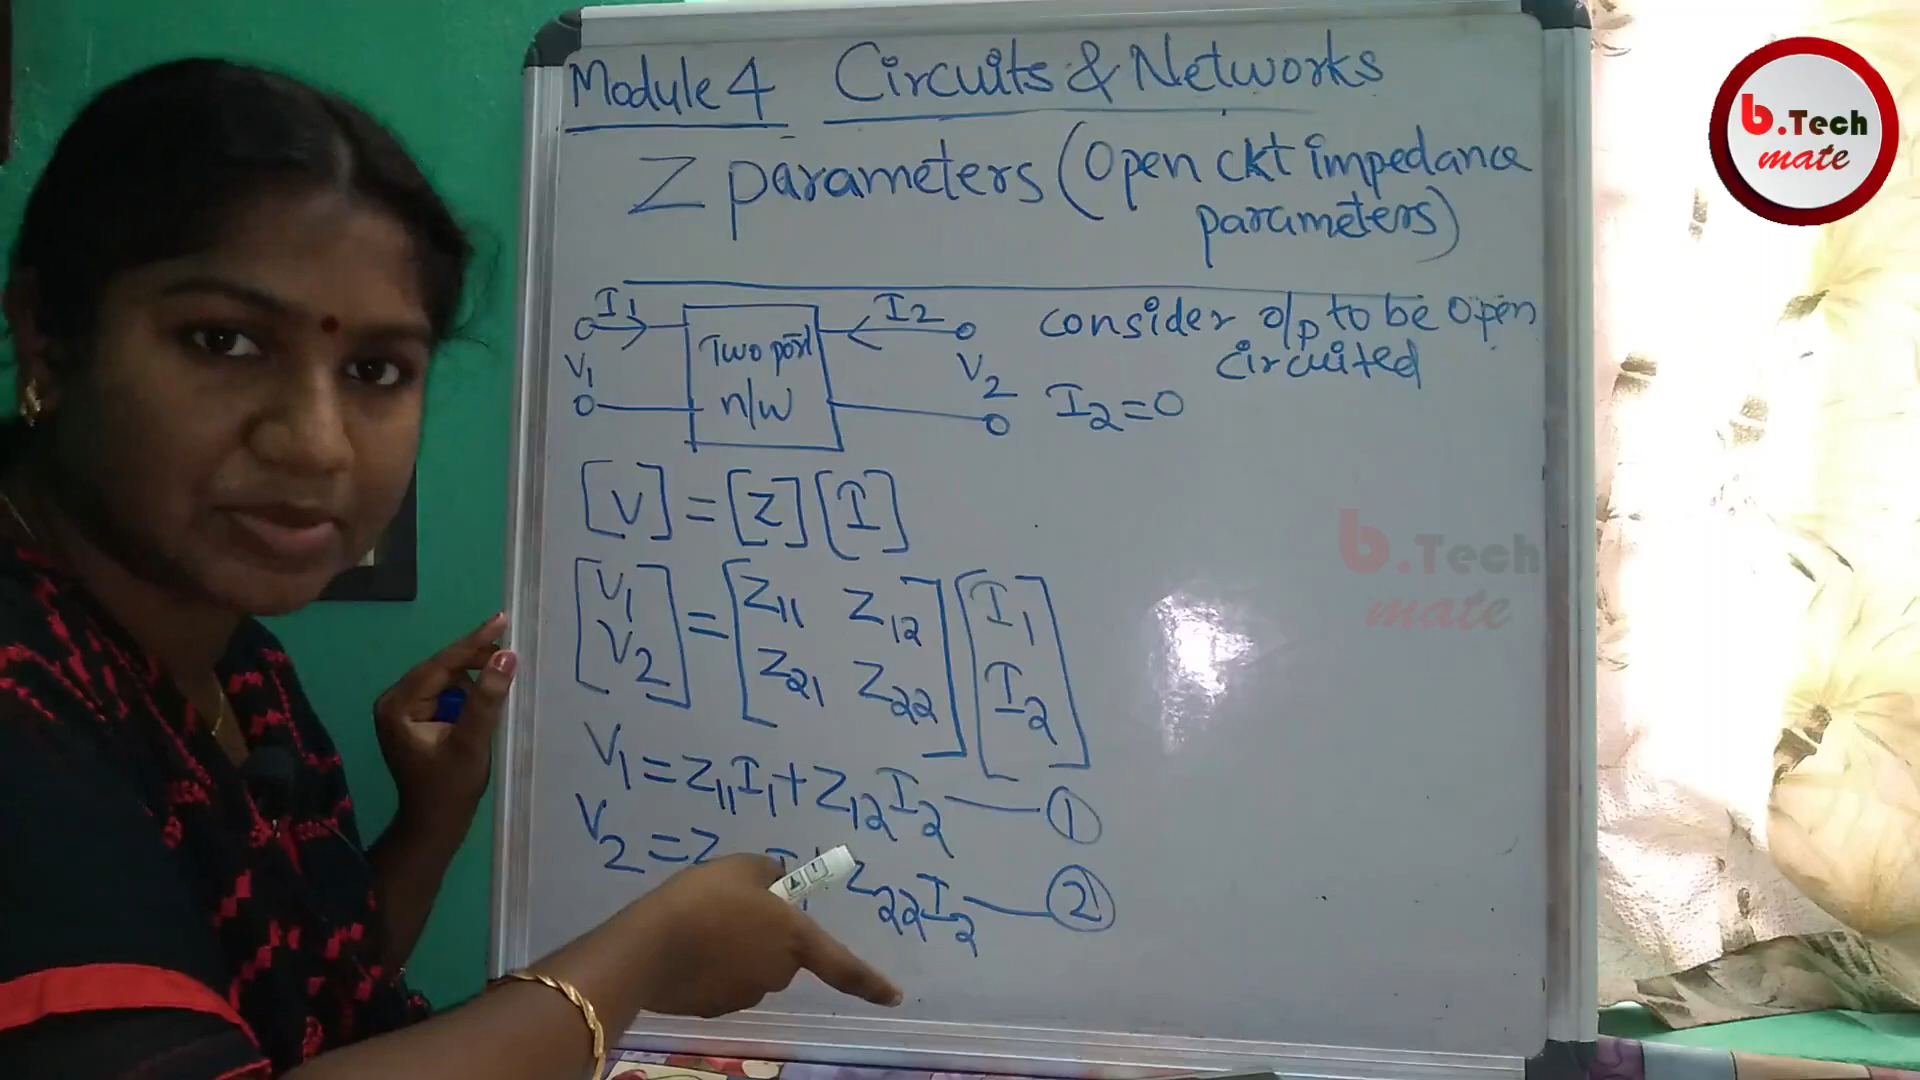 Module 4 Circuits & Networks
Z parameters (Open ckt impedance
parameters)
I1
I2
V1
Two port
n/w
V2
consider o/p to be open
circuited
I2=0
[V] = [Z] [I]
[V1 V2] = [Z11 Z12 Z21 Z22] [I1 I2]
V1 = Z11I1 + Z12I2 — ①
V2 = Z I + Z22I2 — ②
b.Tech
mate
b.Tech
mate